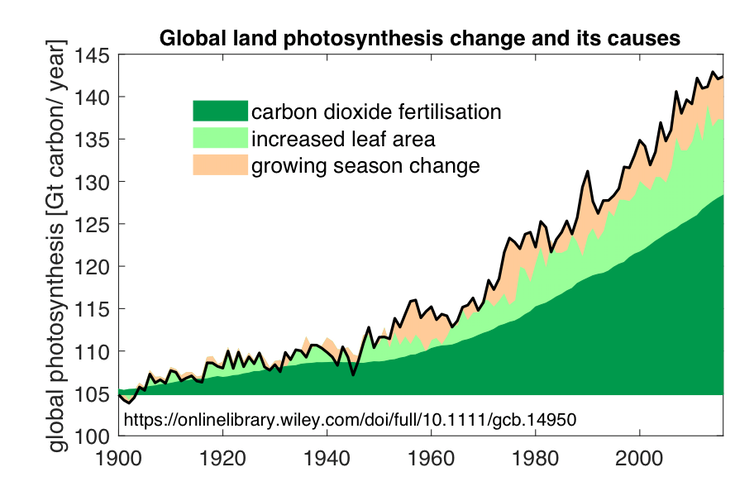 Global land photosynthesis change and its causes
global photosynthesis [Gt carbon/ year]
145
140
135
130
125
120
115
110
105
100
carbon dioxide fertilisation
increased leaf area
growing season change
https://onlinelibrary.wiley.com/doi/full/10.1111/gcb.14950
1900 1920 1940 1960 1980 2000